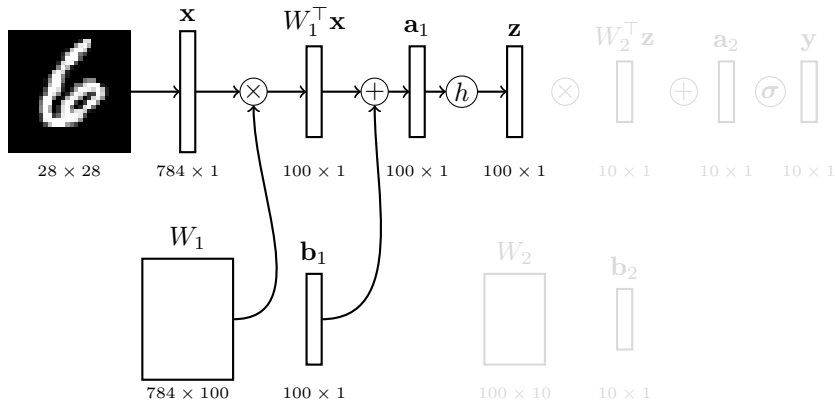 x W₁ᵀx a₁ z W₂ᵀz a₂ y
6 × + h × + σ
28 × 28 784 × 1 100 × 1 100 × 1 100 × 1 10 × 1 10 × 1 10 × 1
W₁ b₁ W₂ b₂
784 × 100 100 × 1 100 × 10 10 × 1